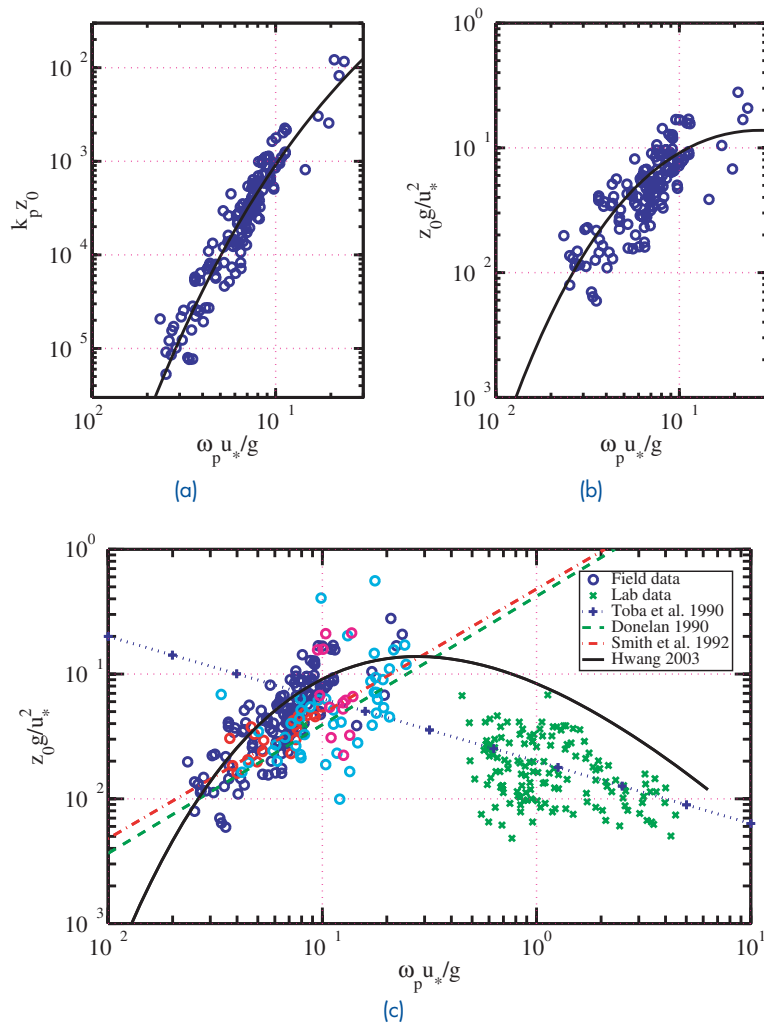 10^2
10^3
10^4
10^5
k_p z_0
10^2
10^1
ω_p u_*/g
(a)
10^0
10^1
10^2
10^3
z_0 g/u_*^2
10^2
10^1
ω_p u_*/g
(b)
10^0
10^1
10^2
10^3
z_0 g/u_*^2
Field data
Lab data
Toba et al. 1990
Donelan 1990
Smith et al. 1992
Hwang 2003
10^2
10^1
10^0
10^1
ω_p u_*/g
(c)